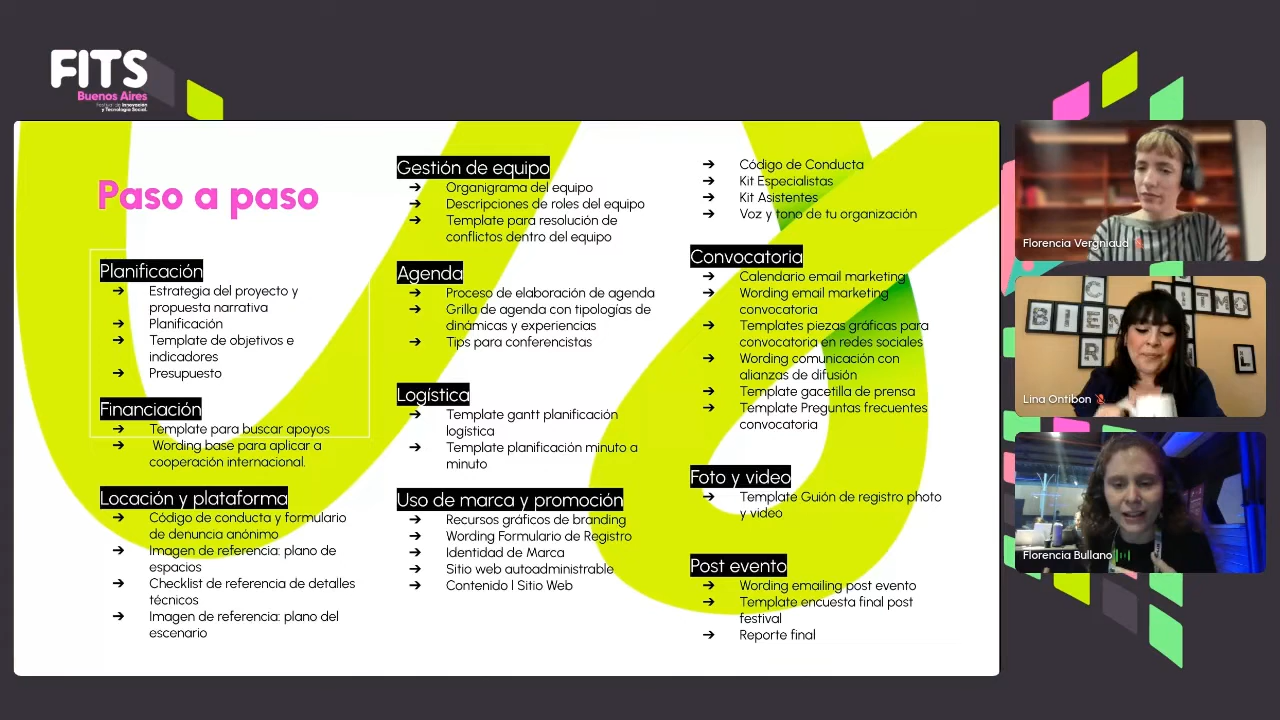 FITS
Buenos Aires
Festival de Innovación
y Tecnología Social.
Paso a paso
Planificación
➔ Estrategia del proyecto y
propuesta narrativa
➔ Planificación
➔ Template de objetivos e
indicadores
➔ Presupuesto
Financiación
➔ Template para buscar apoyos
➔ Wording base para aplicar a
cooperación internacional.
Locación y plataforma
➔ Código de conducta y formulario
de denuncia anónimo
➔ Imagen de referencia: plano de
espacios
➔ Checklist de referencia de detalles
técnicos
➔ Imagen de referencia: plano del
escenario
Gestión de equipo
➔ Organigrama del equipo
➔ Descripciones de roles del equipo
➔ Template para resolución de
conflictos dentro del equipo
Agenda
➔ Proceso de elaboración de agenda
➔ Grilla de agenda con tipologías de
dinámicas y experiencias
➔ Tips para conferencistas
Logística
➔ Template gantt planificación
logística
➔ Template planificación minuto a
minuto
Uso de marca y promoción
➔ Recursos gráficos de branding
➔ Wording Formulario de Registro
➔ Identidad de Marca
➔ Sitio web autoadministrable
➔ Contenido | Sitio Web
➔ Código de Conducta
➔ Kit Especialistas
➔ Kit Asistentes
➔ Voz y tono de tu organización
Convocatoria
➔ Calendario email marketing
➔ Wording email marketing
convocatoria
➔ Templates piezas gráficas para
convocatoria en redes sociales
➔ Wording comunicación con
alianzas de difusión
➔ Template gacetilla de prensa
➔ Template Preguntas frecuentes
convocatoria
Foto y video
➔ Template Guión de registro photo
y video
Post evento
➔ Wording emailing post evento
➔ Template encuesta final post
festival
➔ Reporte final
Florencia Vergniaud
BIEN
RITMO
Lina Ontibon
Florencia Bullano